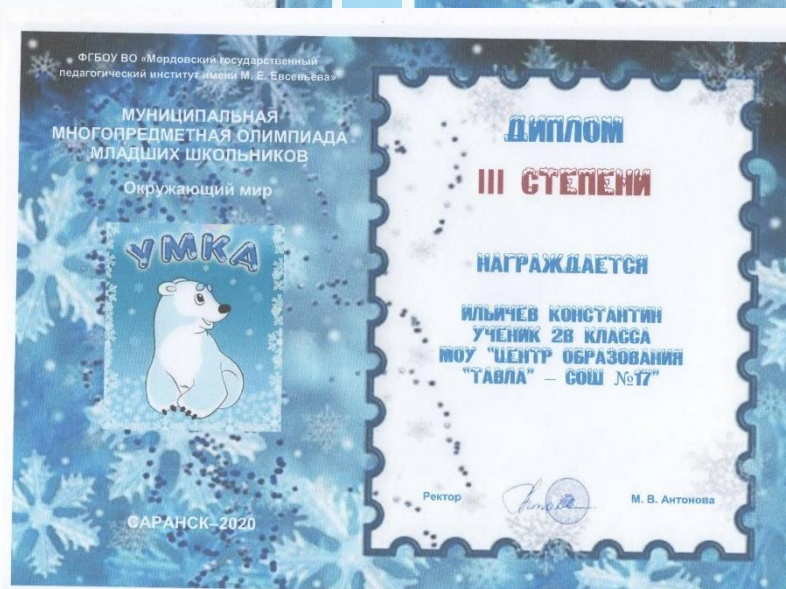 ФГБОУ ВО «Мордовский государственный
педагогический институт имени М. Е. Евсевьева»
МУНИЦИПАЛЬНАЯ
МНОГОПРЕДМЕТНАЯ ОЛИМПИАДА
МЛАДШИХ ШКОЛЬНИКОВ
Окружающий мир
УМКА
САРАНСК–2020
ДИПЛОМ
III СТЕПЕНИ
НАГРАЖДАЕТСЯ
ИЛЬИЧЕВ КОНСТАНТИН
УЧЕНИК 2В КЛАССА
МОУ "ЦЕНТР ОБРАЗОВАНИЯ
"ТАВЛА" – СОШ №17"
Ректор М. В. Антонова